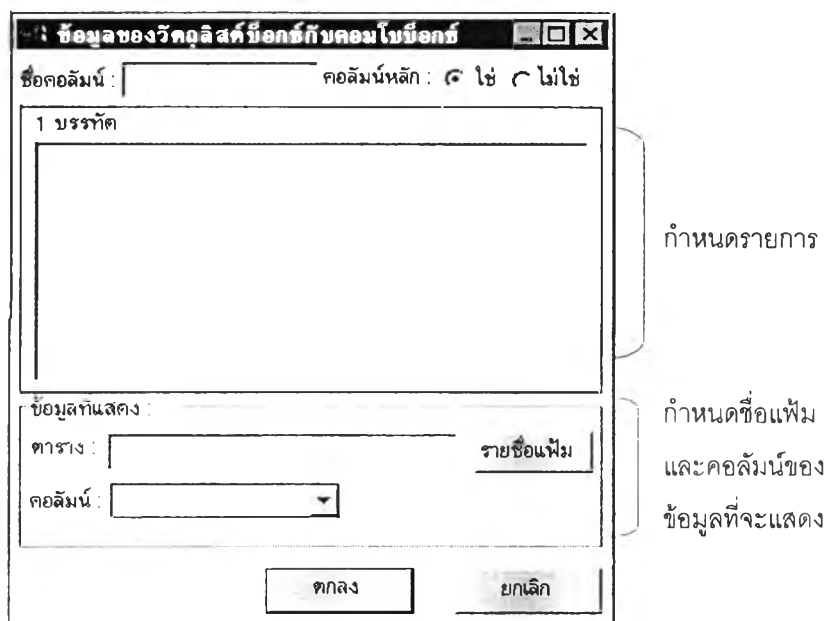 ข้อมูลของวัตถุลิสต์บ็อกซ์กับคอมโบบ็อกซ์
ชื่อคอลัมน์ : คอลัมน์หลัก : ใช่ ไม่ใช่
1 บรรทัด
กำหนดรายการ
ข้อมูลที่แสดง :
ตาราง : รายชื่อแฟ้ม
คอลัมน์ :
กำหนดชื่อแฟ้ม
และคอลัมน์ของ
ข้อมูลที่จะแสดง
ตกลง ยกเลิก